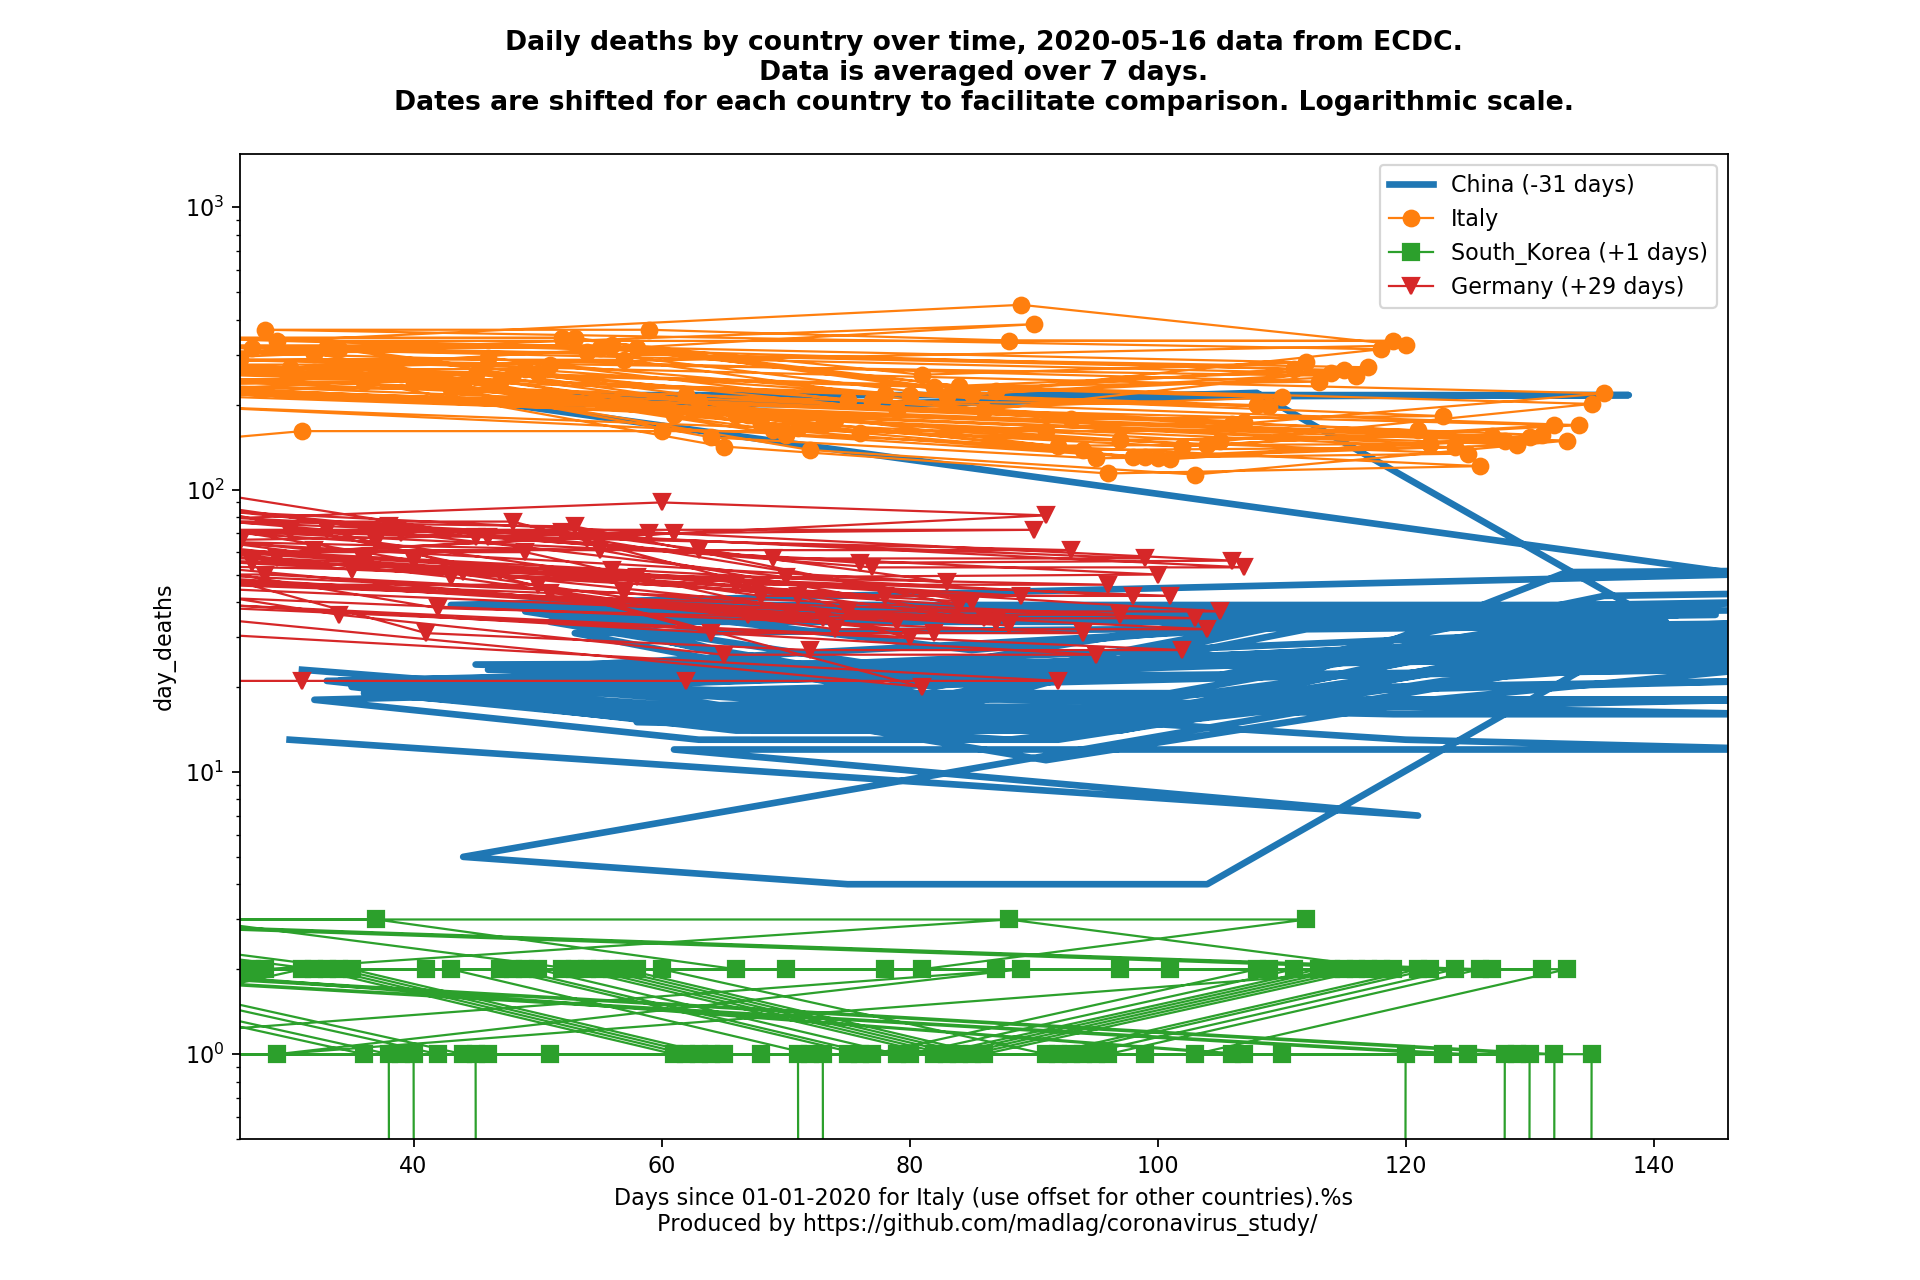 Daily deaths by country over time, 2020-05-16 data from ECDC.
Data is averaged over 7 days.
Dates are shifted for each country to facilitate comparison. Logarithmic scale.
China (-31 days)
Italy
South_Korea (+1 days)
Germany (+29 days)
10³
10²
10¹
10⁰
day_deaths
40 60 80 100 120 140
Days since 01-01-2020 for Italy (use offset for other countries).%s
Produced by https://github.com/madlag/coronavirus_study/